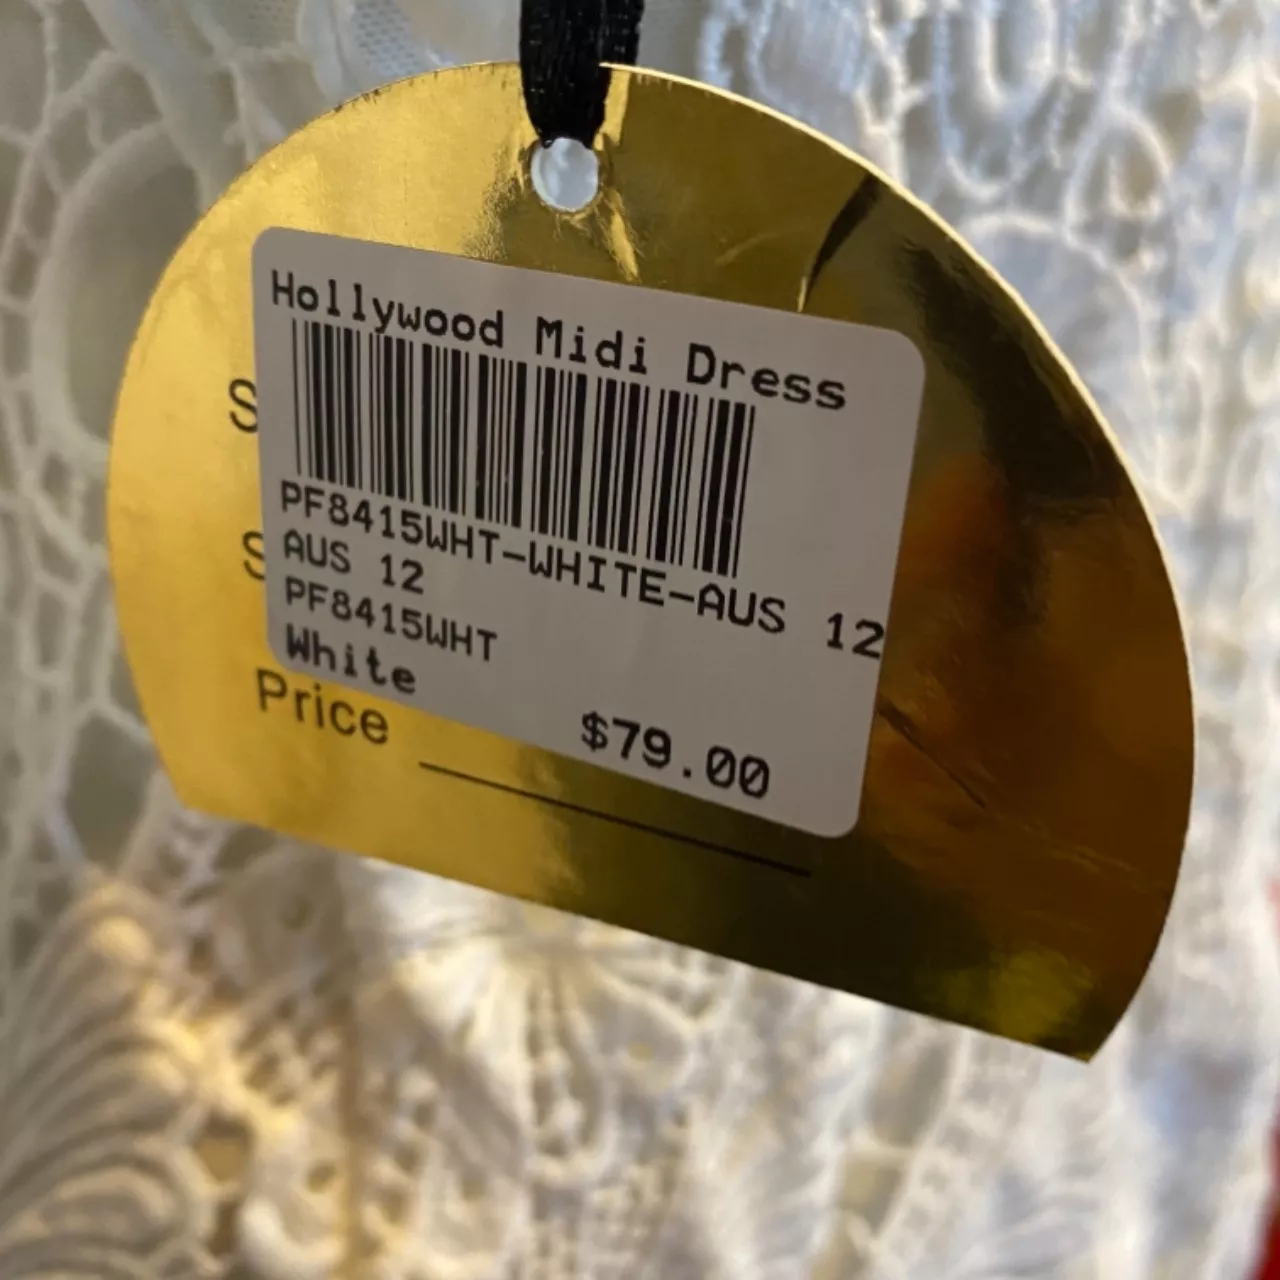 Hollywood Midi Dress
PF8415WHT-WHITE-AUS 12
AUS 12
PF8415WHT
White
$79.00
S
S
Price